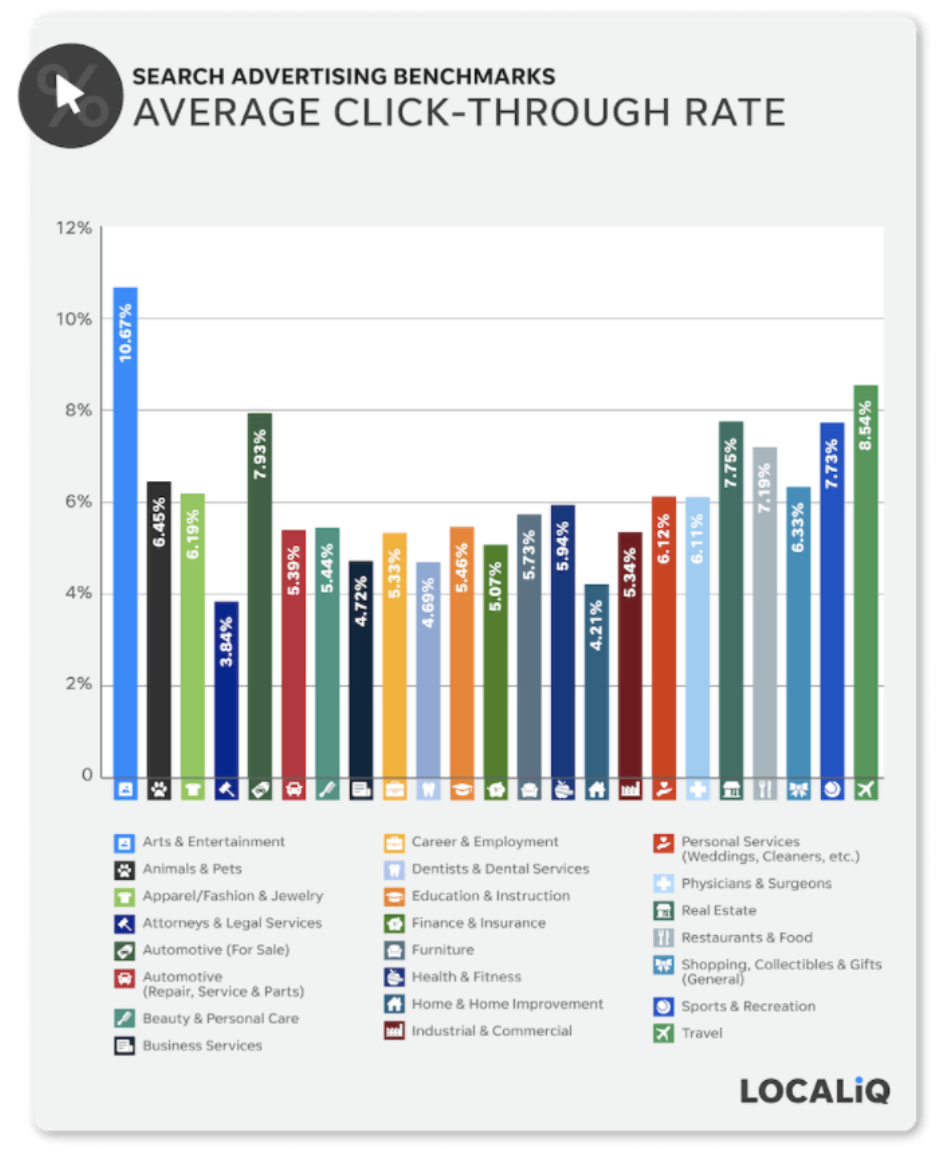 SEARCH ADVERTISING BENCHMARKS
AVERAGE CLICK-THROUGH RATE
12%
10%
8%
6%
4%
2%
0
10.67%
6.45%
6.19%
3.84%
7.93%
5.39%
5.44%
4.72%
5.33%
4.69%
5.46%
5.07%
5.73%
5.94%
4.21%
5.34%
6.12%
6.11%
7.75%
7.19%
6.33%
7.73%
8.54%
Arts & Entertainment
Animals & Pets
Apparel/Fashion & Jewelry
Attorneys & Legal Services
Automotive (For Sale)
Automotive
(Repair, Service & Parts)
Beauty & Personal Care
Business Services
Career & Employment
Dentists & Dental Services
Education & Instruction
Finance & Insurance
Furniture
Health & Fitness
Home & Home Improvement
Industrial & Commercial
Personal Services
(Weddings, Cleaners, etc.)
Physicians & Surgeons
Real Estate
Restaurants & Food
Shopping, Collectibles & Gifts
(General)
Sports & Recreation
Travel
LOCALiQ